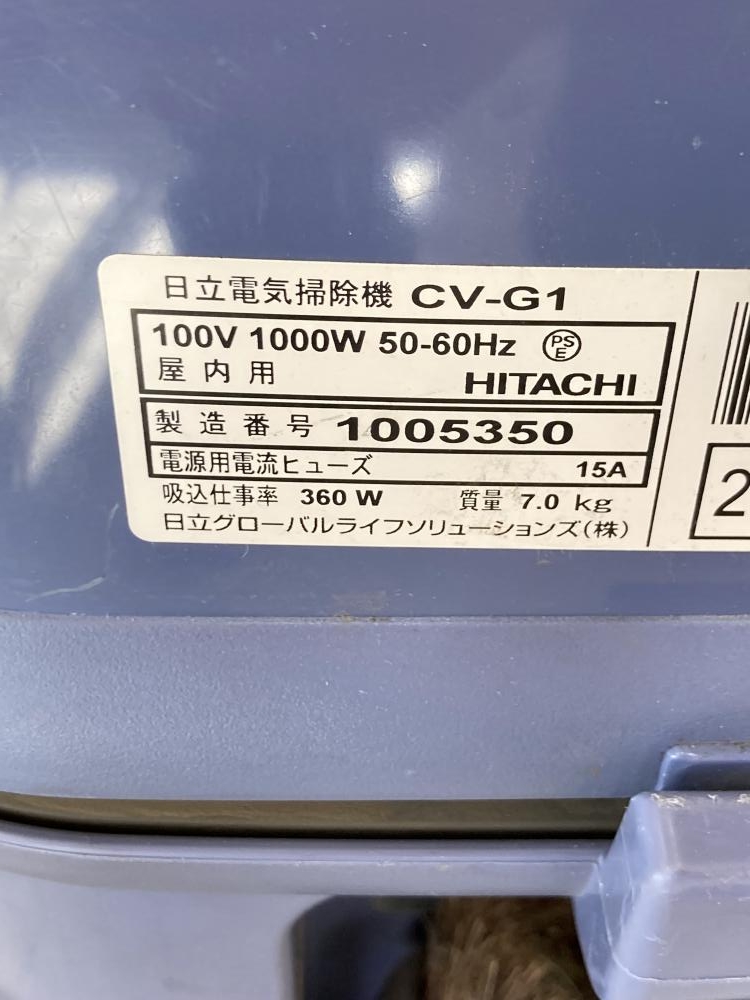 日立電気掃除機 CV-G1
100V 1000W 50-60Hz PSE
屋内用 HITACHI
製造番号 1005350
電源用電流ヒューズ 15A
吸込仕事率 360 W 質量 7.0 kg
日立グローバルライフソリューションズ(株)
2